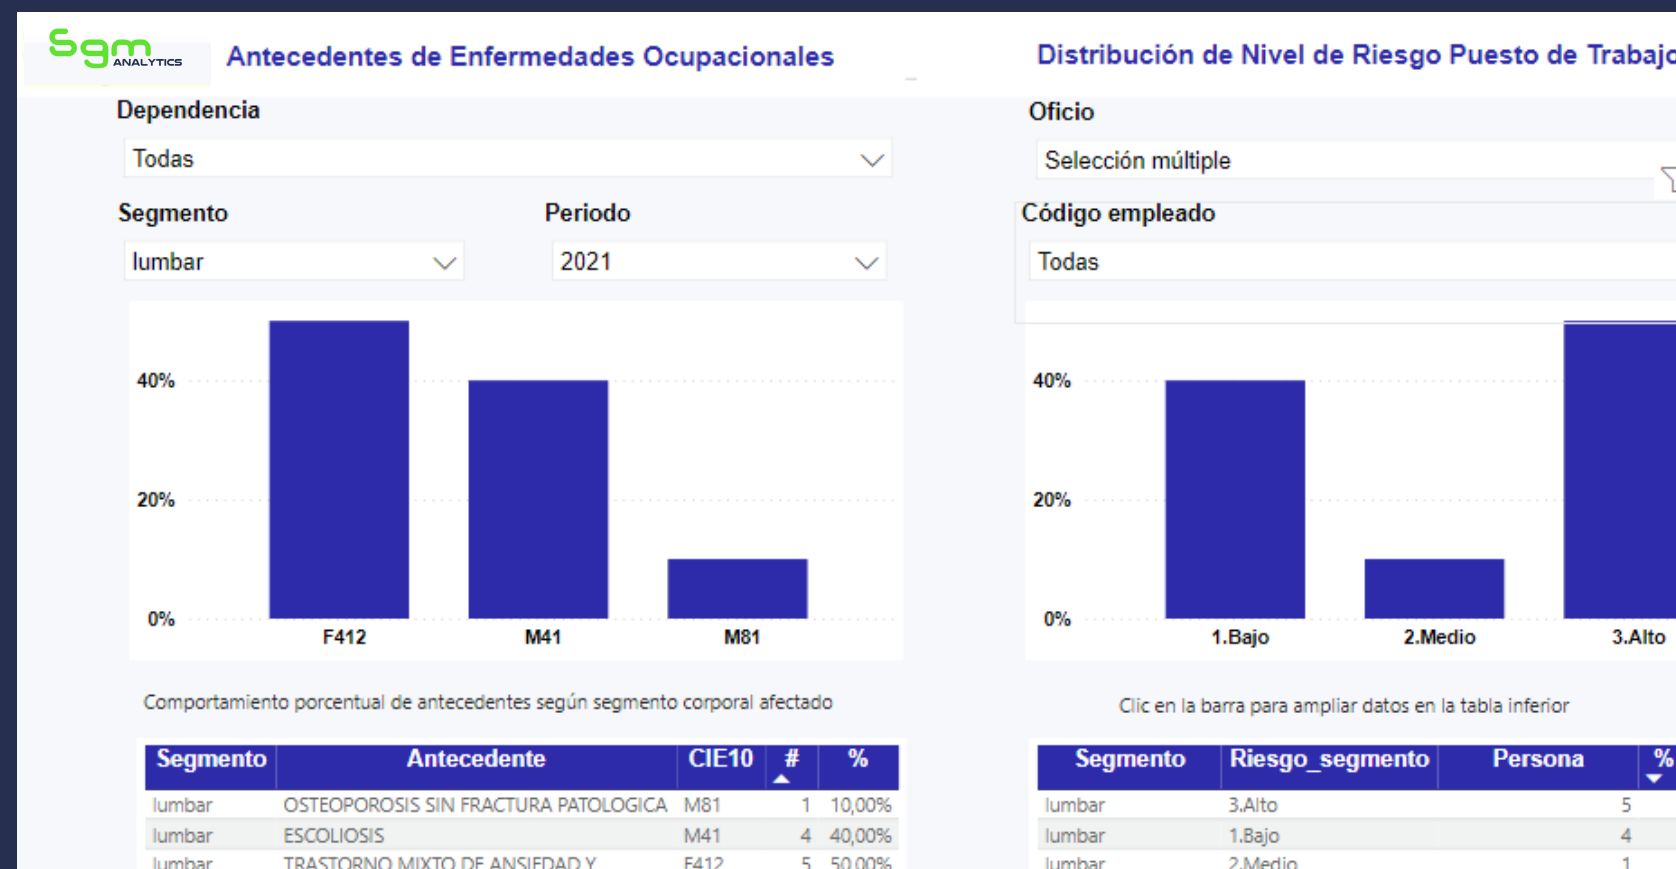 Sgm
ANALYTICS
Antecedentes de Enfermedades Ocupacionales
Dependencia
Todas
Segmento
Periodo
lumbar
2021
40%
20%
0%
F412
M41
M81
Comportamiento porcentual de antecedentes según segmento corporal afectado
Segmento Antecedente CIE10 # %
lumbar OSTEOPOROSIS SIN FRACTURA PATOLOGICA M81 1 10,00%
lumbar ESCOLIOSIS M41 4 40,00%
lumbar TRASTORNO MIXTO DE ANSIEDAD Y F412 5 50,00%
Distribución de Nivel de Riesgo Puesto de Trabajo
Oficio
Selección múltiple
Código empleado
Todas
40%
20%
0%
1.Bajo
2.Medio
3.Alto
Clic en la barra para ampliar datos en la tabla inferior
Segmento Riesgo_segmento Persona %
lumbar 3.Alto 5
lumbar 1.Bajo 4
lumbar 2.Medio 1